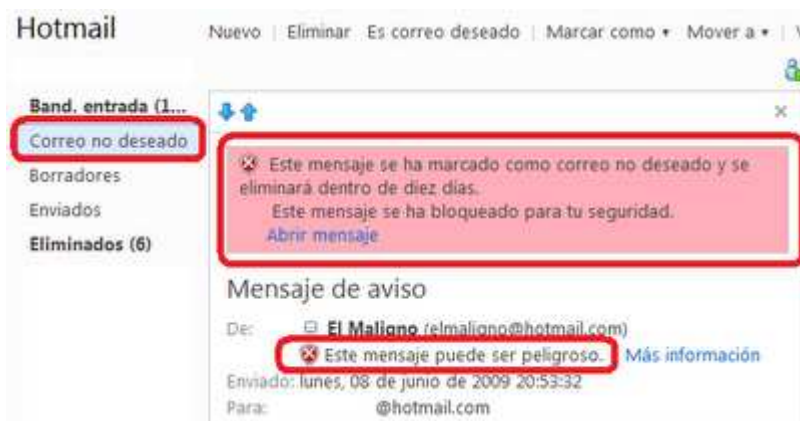 Hotmail
Nuevo | Eliminar Es correo deseado | Marcar como Mover a |
Band. entrada (1...
Correo no deseado
Borradores
Enviados
Eliminados (6)
Este mensaje se ha marcado como correo no deseado y se
eliminará dentro de diez días.
Este mensaje se ha bloqueado para tu seguridad.
Abrir mensaje
Mensaje de aviso
De: El Maligno (elmaligno@hotmail.com)
Este mensaje puede ser peligroso. Más información
Enviado: lunes, 08 de junio de 2009 20:53:32
Para: @hotmail.com